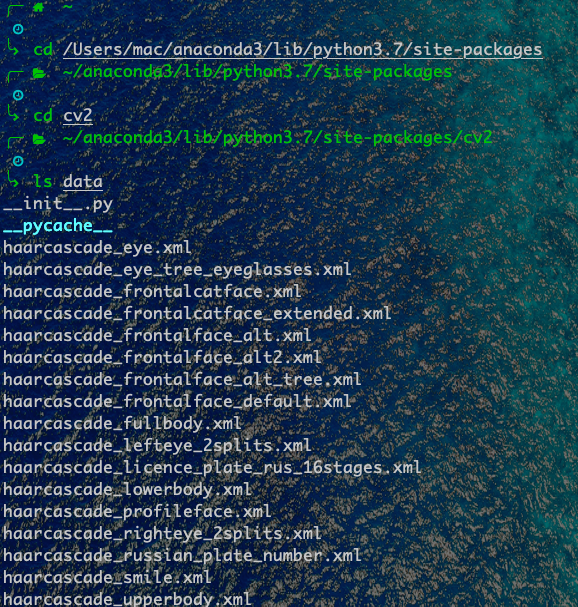 ~
cd /Users/mac/anaconda3/lib/python3.7/site-packages
~/anaconda3/lib/python3.7/site-packages
cd cv2
~/anaconda3/lib/python3.7/site-packages/cv2
ls data
__init__.py
__pycache__
haarcascade_eye.xml
haarcascade_eye_tree_eyeglasses.xml
haarcascade_frontalcatface.xml
haarcascade_frontalcatface_extended.xml
haarcascade_frontalface_alt.xml
haarcascade_frontalface_alt2.xml
haarcascade_frontalface_alt_tree.xml
haarcascade_frontalface_default.xml
haarcascade_fullbody.xml
haarcascade_lefteye_2splits.xml
haarcascade_licence_plate_rus_16stages.xml
haarcascade_lowerbody.xml
haarcascade_profileface.xml
haarcascade_righteye_2splits.xml
haarcascade_russian_plate_number.xml
haarcascade_smile.xml
haarcascade_upperbody.xml